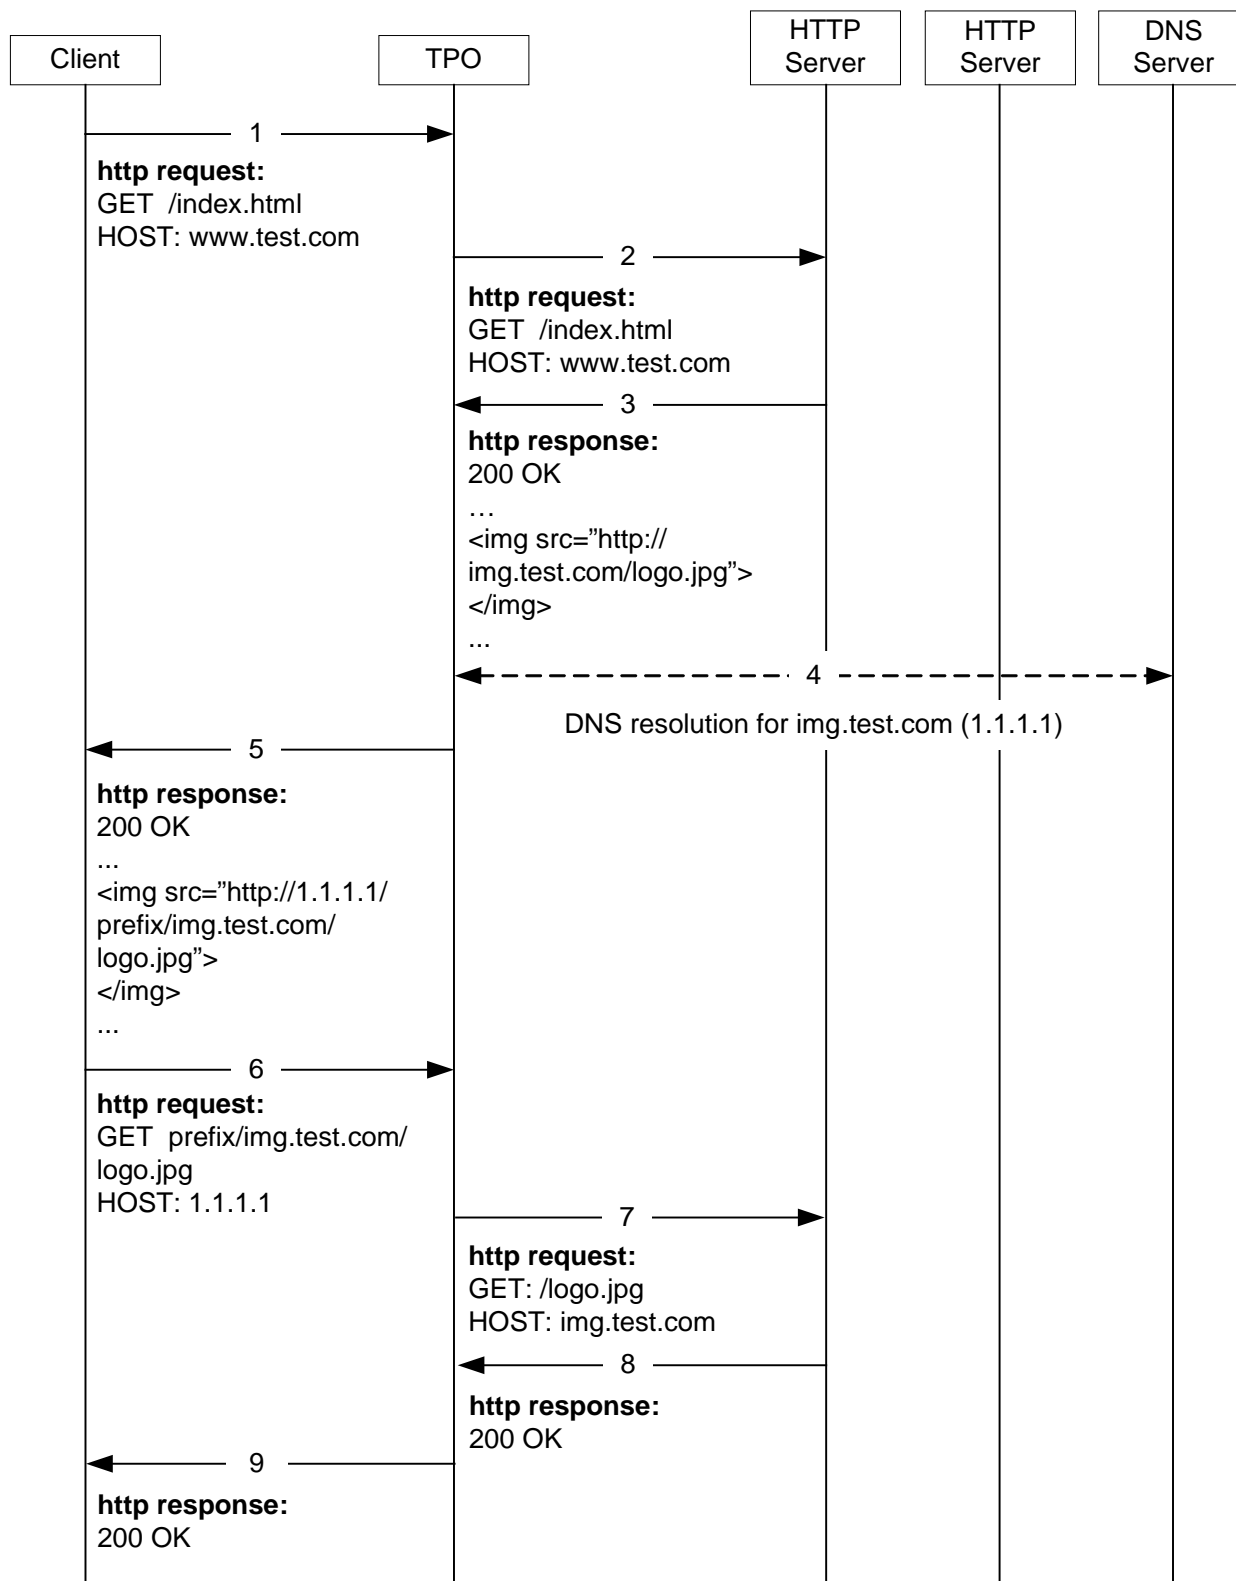 Client
TPO
HTTP
Server
HTTP
Server
DNS
Server
1
http request:
GET  /index.html
HOST: www.test.com
2
http request:
GET  /index.html
HOST: www.test.com
3
http response:
200 OK
…
<img src=”http://
img.test.com/logo.jpg”>
</img>
...
4
DNS resolution for img.test.com (1.1.1.1)
5
http response:
200 OK
...
<img src=”http://1.1.1.1/
prefix/img.test.com/
logo.jpg”>
</img>
...
6
http request:
GET  prefix/img.test.com/
logo.jpg
HOST: 1.1.1.1
7
http request:
GET: /logo.jpg
HOST: img.test.com
8
http response:
200 OK
9
http response:
200 OK